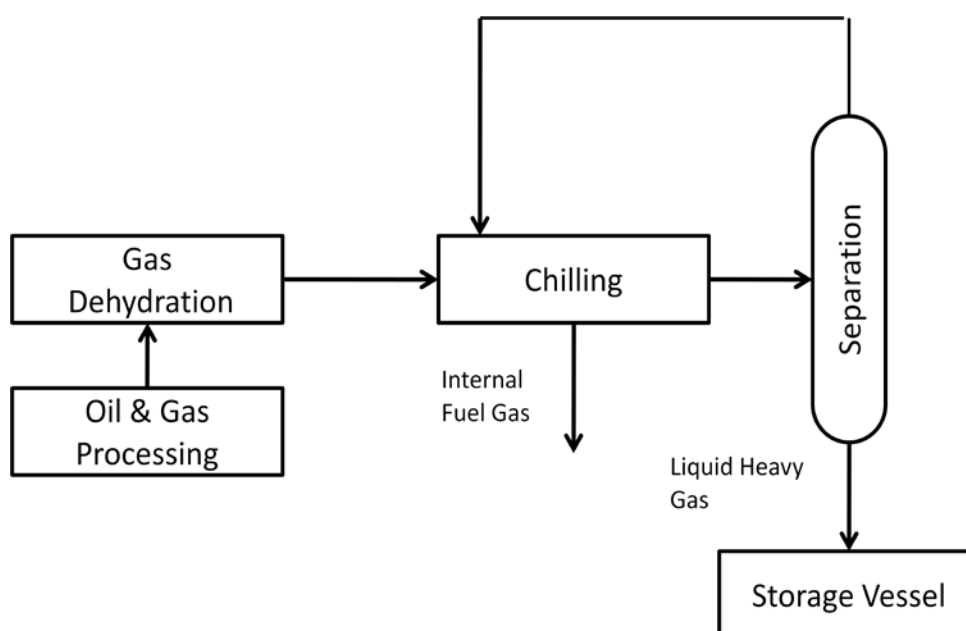 Gas
Dehydration
Oil & Gas
Processing
Chilling
Internal
Fuel Gas
Separation
Liquid Heavy
Gas
Storage Vessel